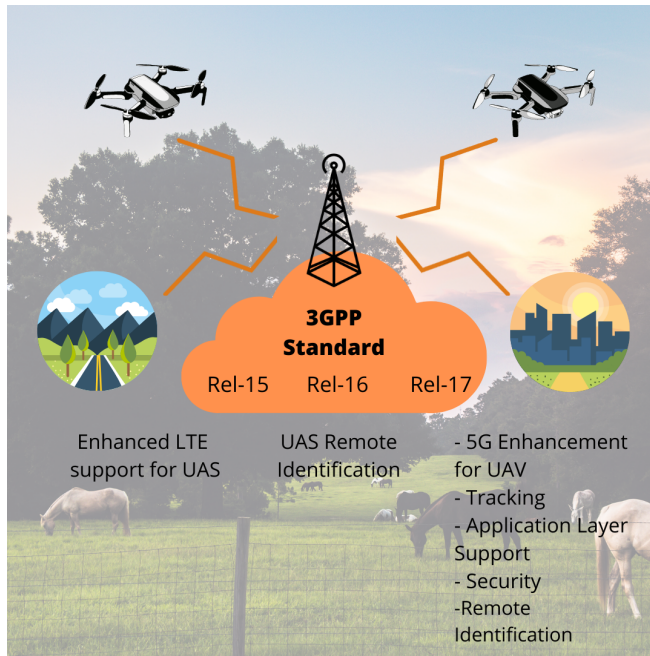 3GPP
Standard
Rel-15 Rel-16 Rel-17
Enhanced LTE
support for UAS
UAS Remote
Identification
- 5G Enhancement
for UAV
- Tracking
- Application Layer
Support
- Security
-Remote
Identification